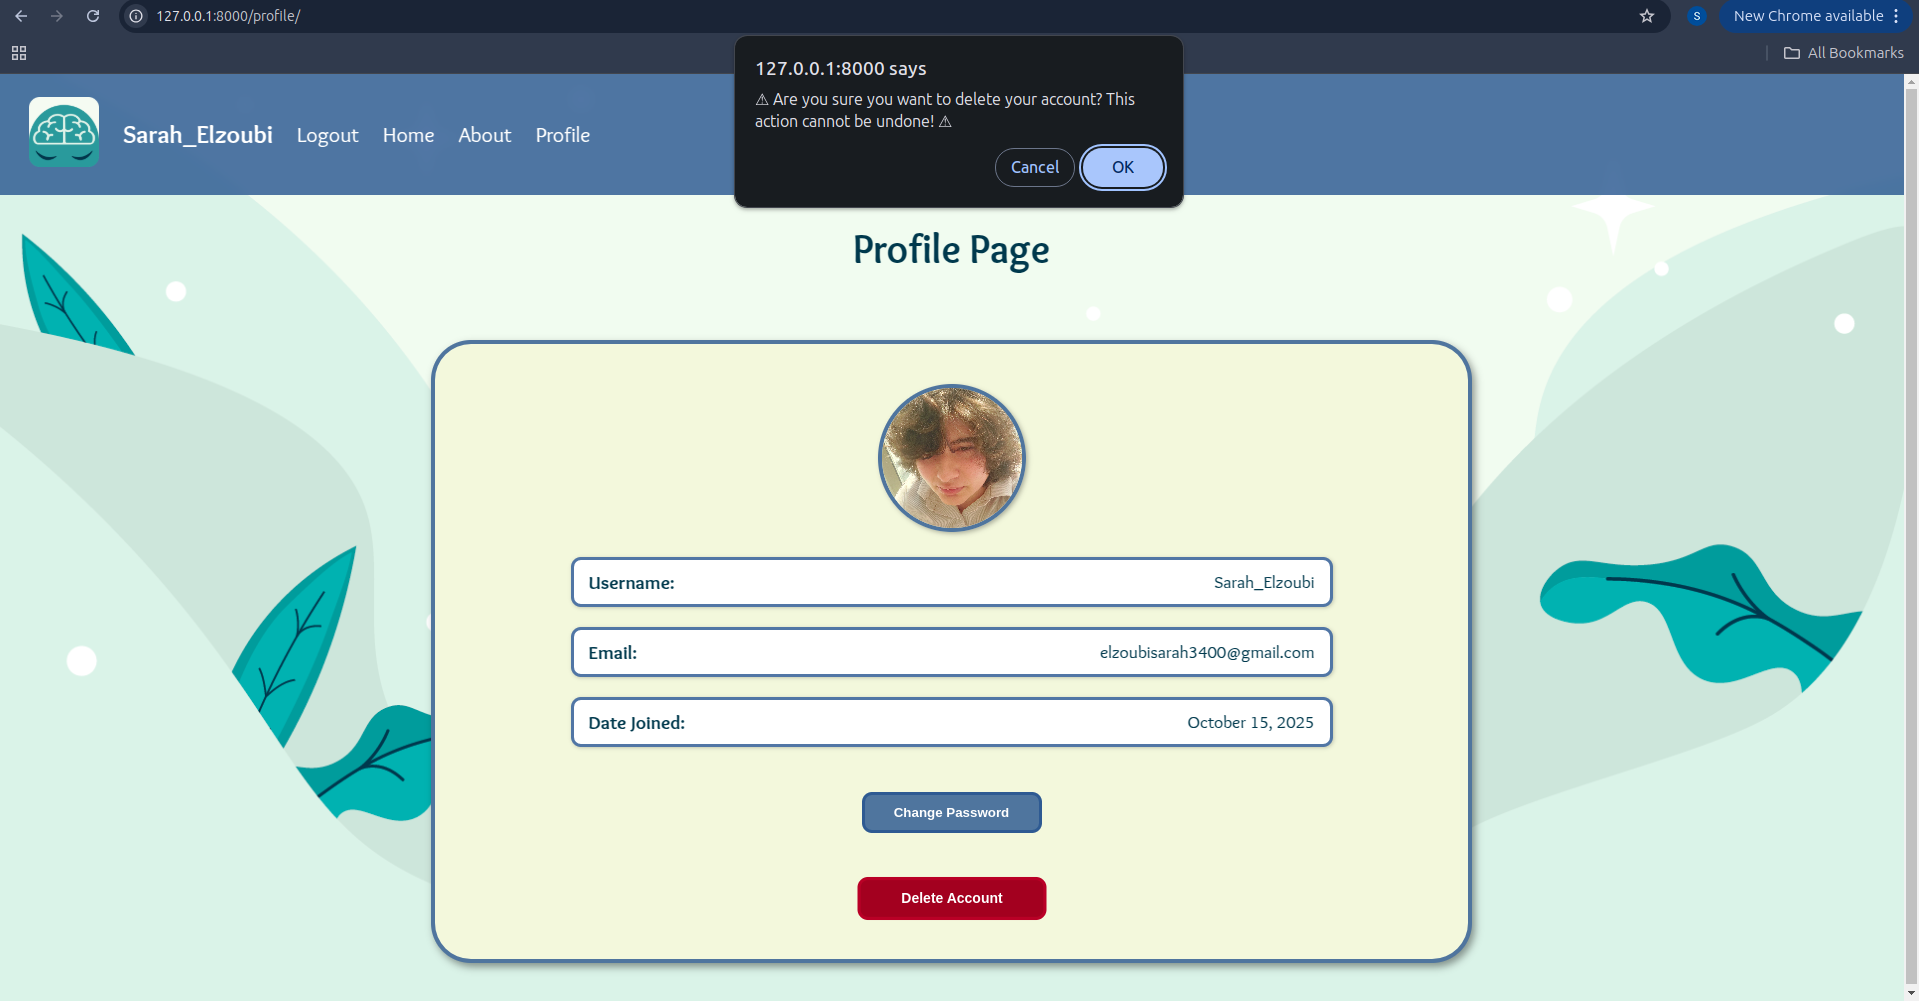 127.0.0.1:8000/profile/
S
New Chrome available
All Bookmarks
127.0.0.1:8000 says
⚠ Are you sure you want to delete your account? This
action cannot be undone! ⚠
Cancel
OK
Sarah_Elzoubi
Logout
Home
About
Profile
Profile Page
Username:
Sarah_Elzoubi
Email:
elzoubisarah3400@gmail.com
Date Joined:
October 15, 2025
Change Password
Delete Account